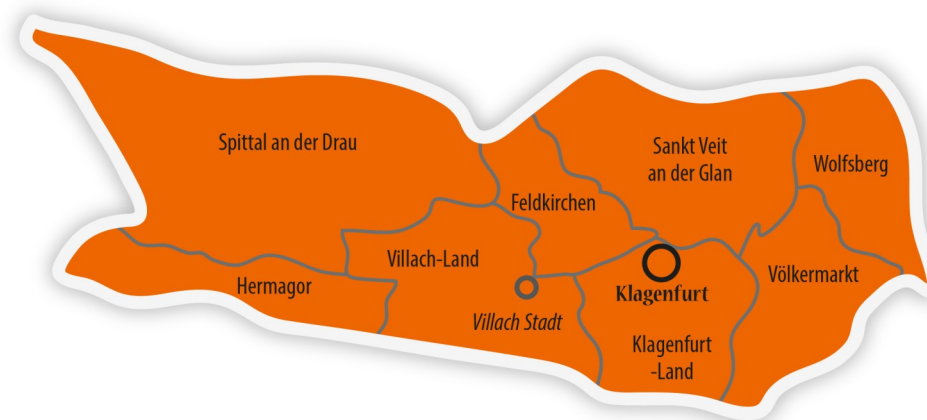 Spittal an der Drau
Sankt Veit
an der Glan
Wolfsberg
Feldkirchen
Villach-Land
Hermagor
Völkermarkt
Klagenfurt
Villach Stadt
Klagenfurt
-Land